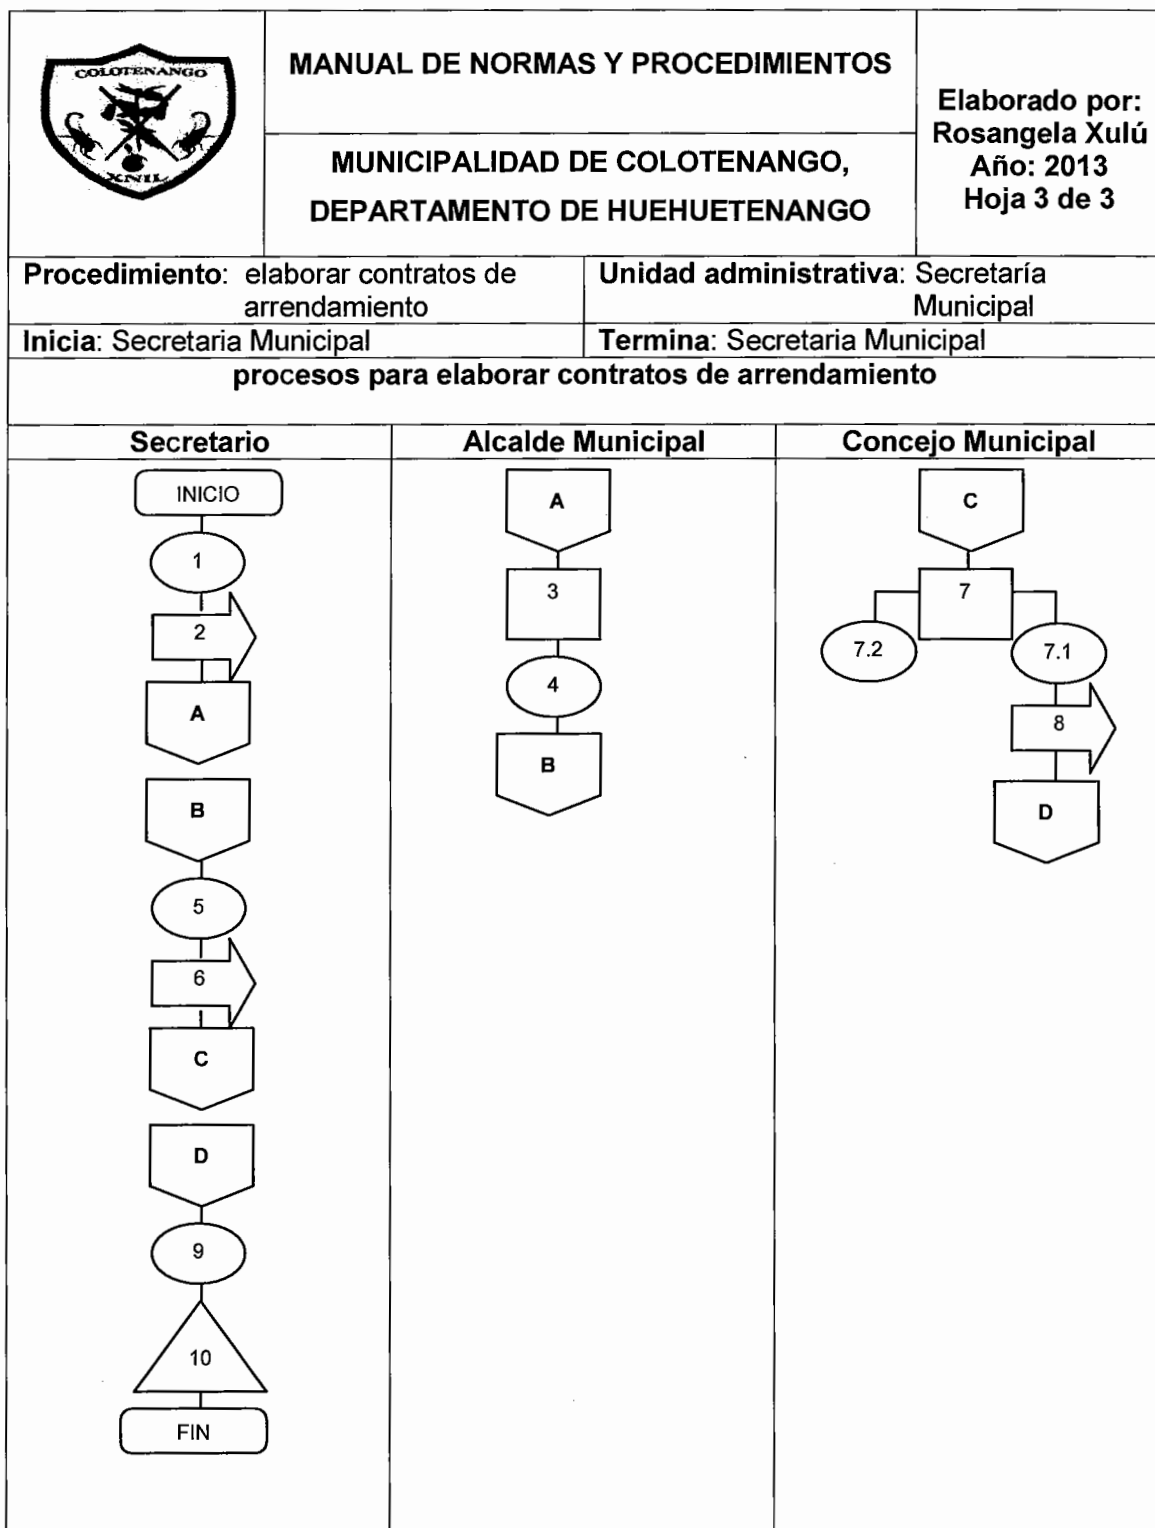 COLOTENANGO
XNIL
MANUAL DE NORMAS Y PROCEDIMIENTOS
MUNICIPALIDAD DE COLOTENANGO,
DEPARTAMENTO DE HUEHUETENANGO
Elaborado por:
Rosangela Xulú
Año: 2013
Hoja 3 de 3
Procedimiento: elaborar contratos de
arrendamiento
Unidad administrativa: Secretaría
Municipal
Inicia: Secretaria Municipal
Termina: Secretaria Municipal
procesos para elaborar contratos de arrendamiento
Secretario
INICIO
1
2
A
B
5
6
C
D
9
10
FIN
Alcalde Municipal
A
3
4
B
Concejo Municipal
C
7
7.2
7.1
8
D